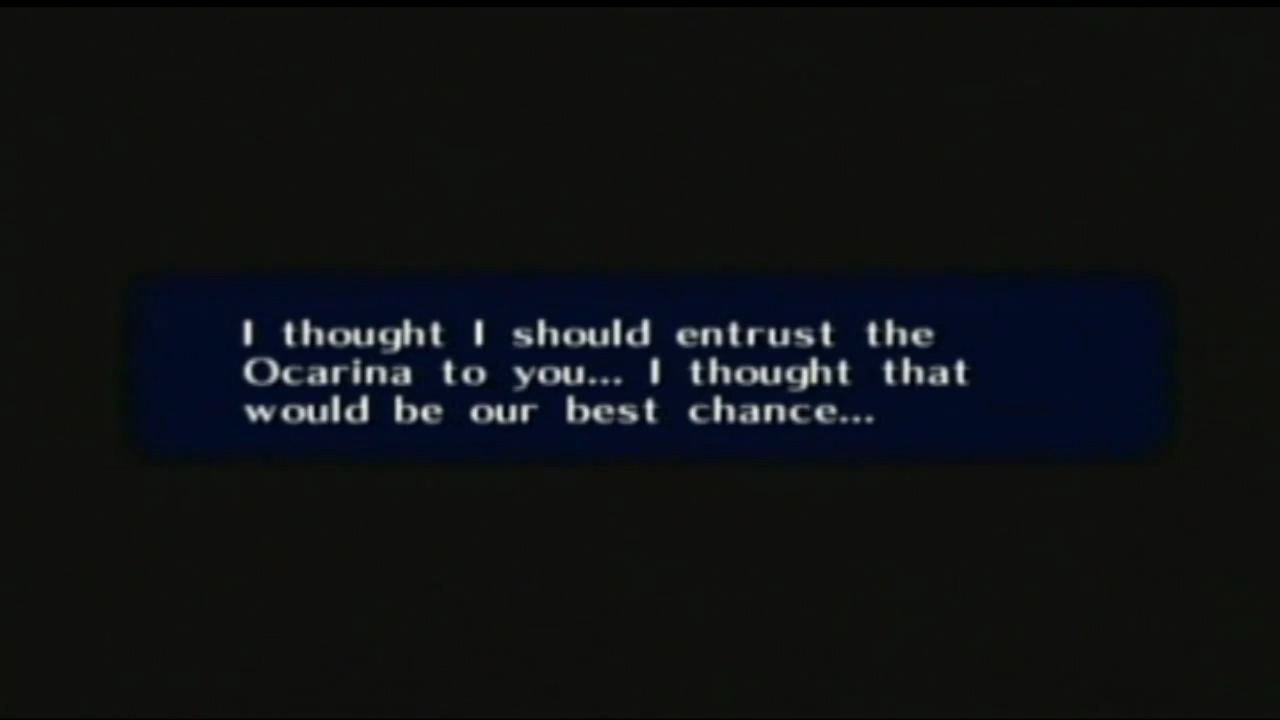 I thought I should entrust the
Ocarina to you... I thought that
would be our best chance...